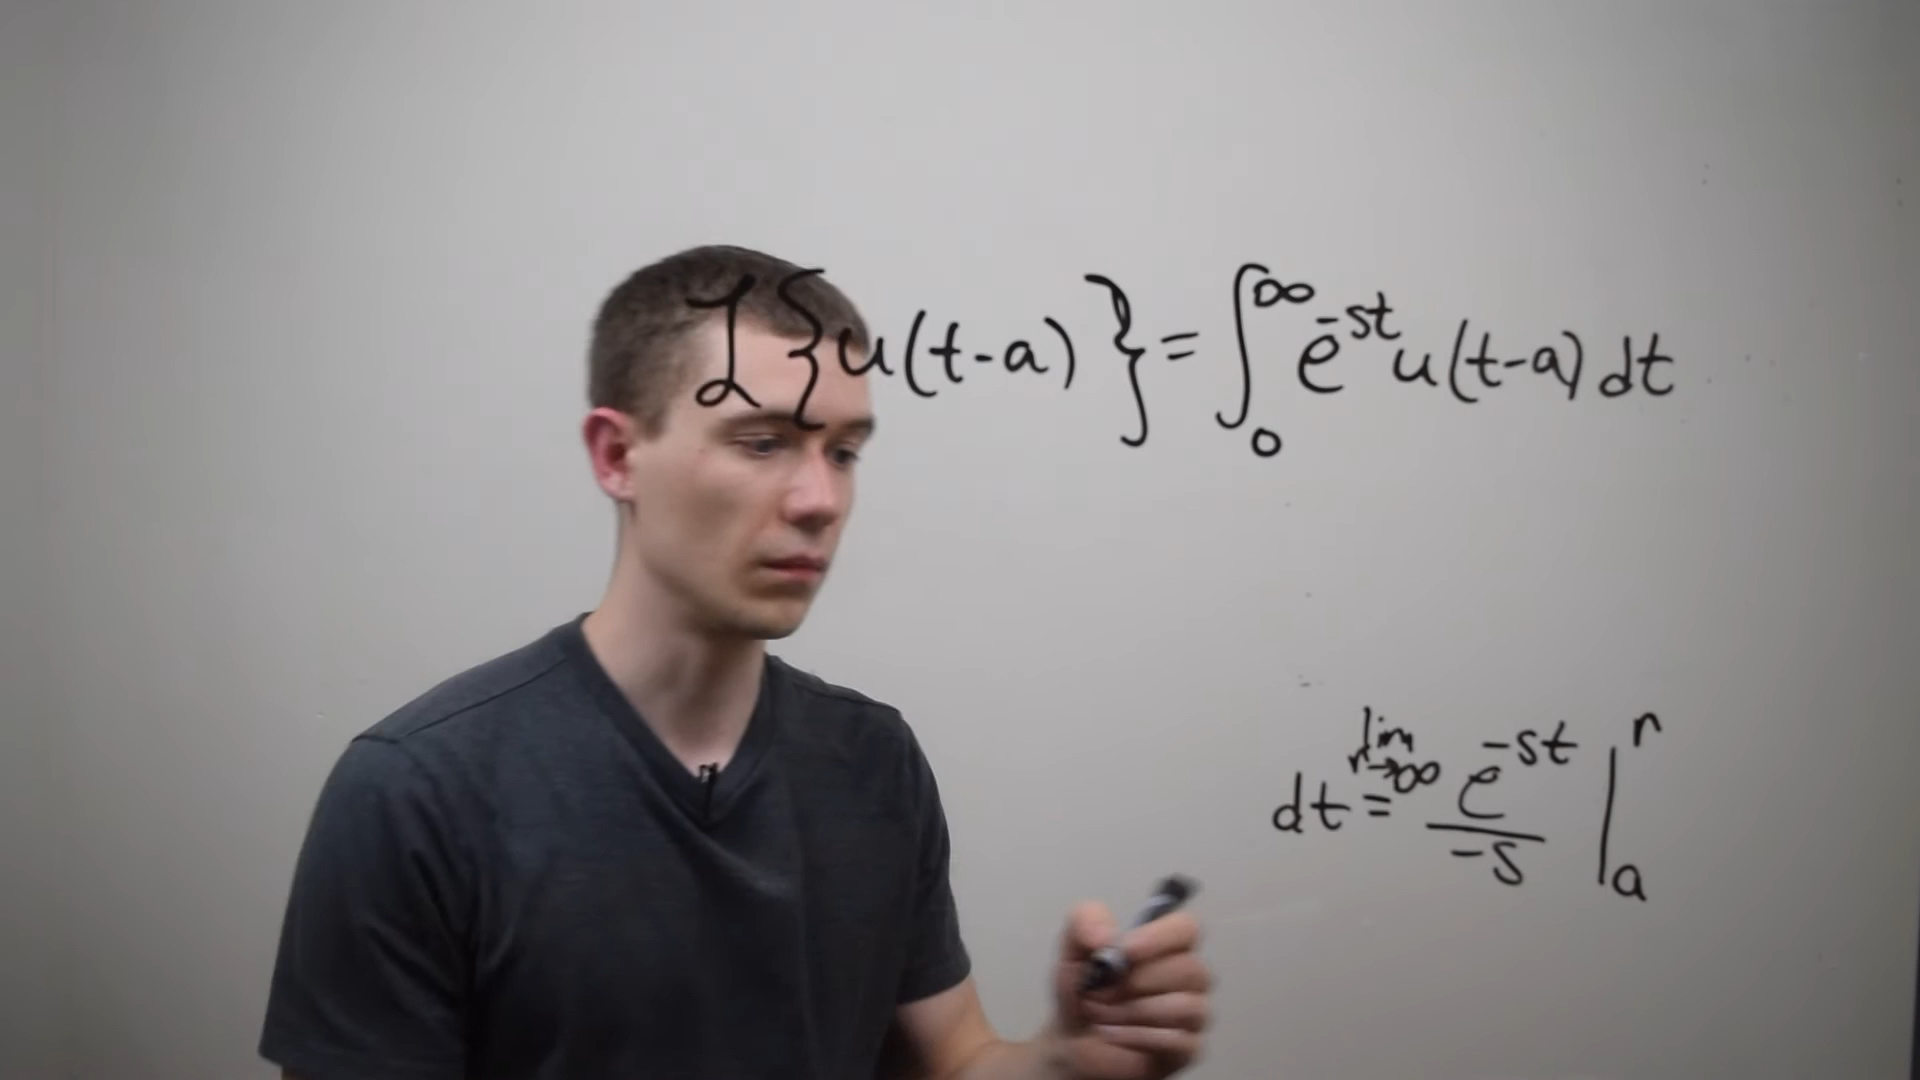 ℒ{u(t-a)} = ∫₀^∞ e^{-st} u(t-a) dt
dt = lim_{r→∞} e^{-st}/-s |_a^r